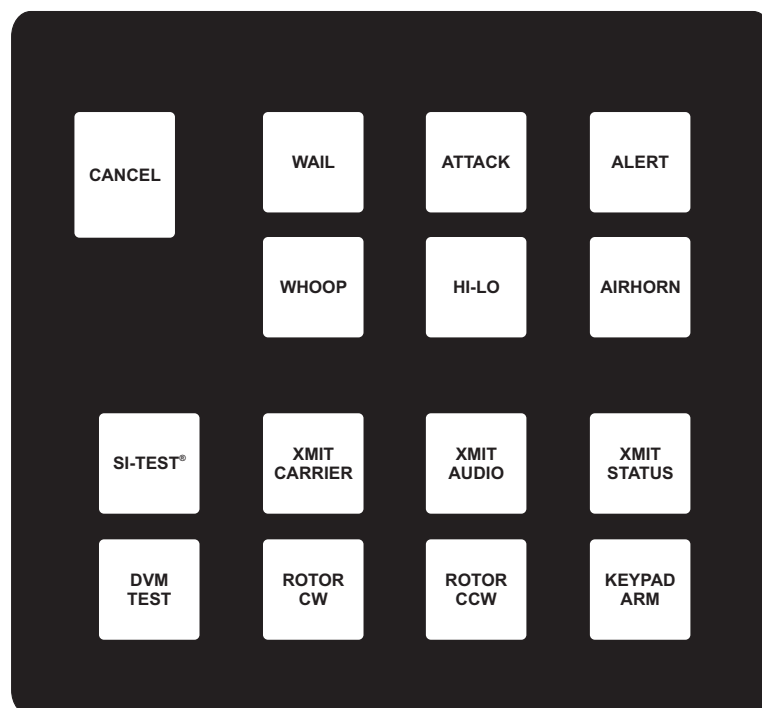 CANCEL
WAIL
ATTACK
ALERT
WHOOP
HI-LO
AIRHORN
SI-TEST®
XMIT
CARRIER
XMIT
AUDIO
XMIT
STATUS
DVM
TEST
ROTOR
CW
ROTOR
CCW
KEYPAD
ARM